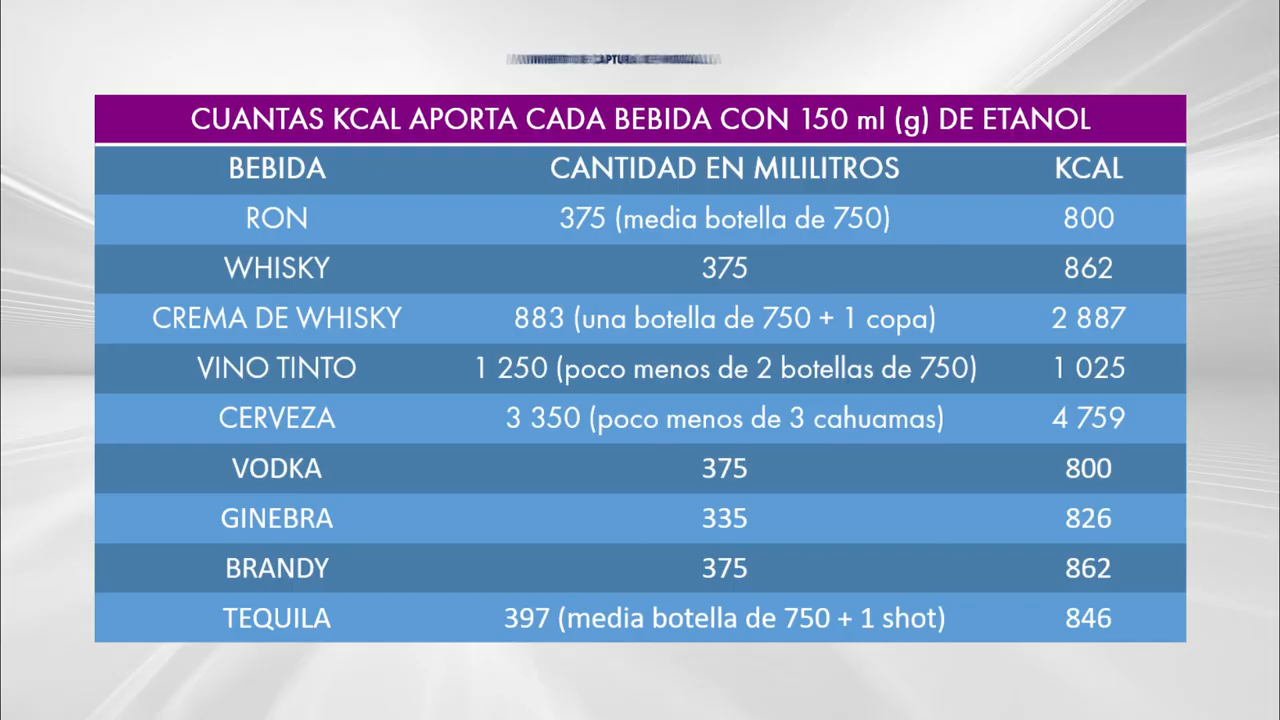 CUANTAS KCAL APORTA CADA BEBIDA CON 150 ml (g) DE ETANOL
BEBIDA CANTIDAD EN MILILITROS KCAL
RON 375 (media botella de 750) 800
WHISKY 375 862
CREMA DE WHISKY 883 (una botella de 750 + 1 copa) 2 887
VINO TINTO 1 250 (poco menos de 2 botellas de 750) 1 025
CERVEZA 3 350 (poco menos de 3 cahuamas) 4 759
VODKA 375 800
GINEBRA 335 826
BRANDY 375 862
TEQUILA 397 (media botella de 750 + 1 shot) 846